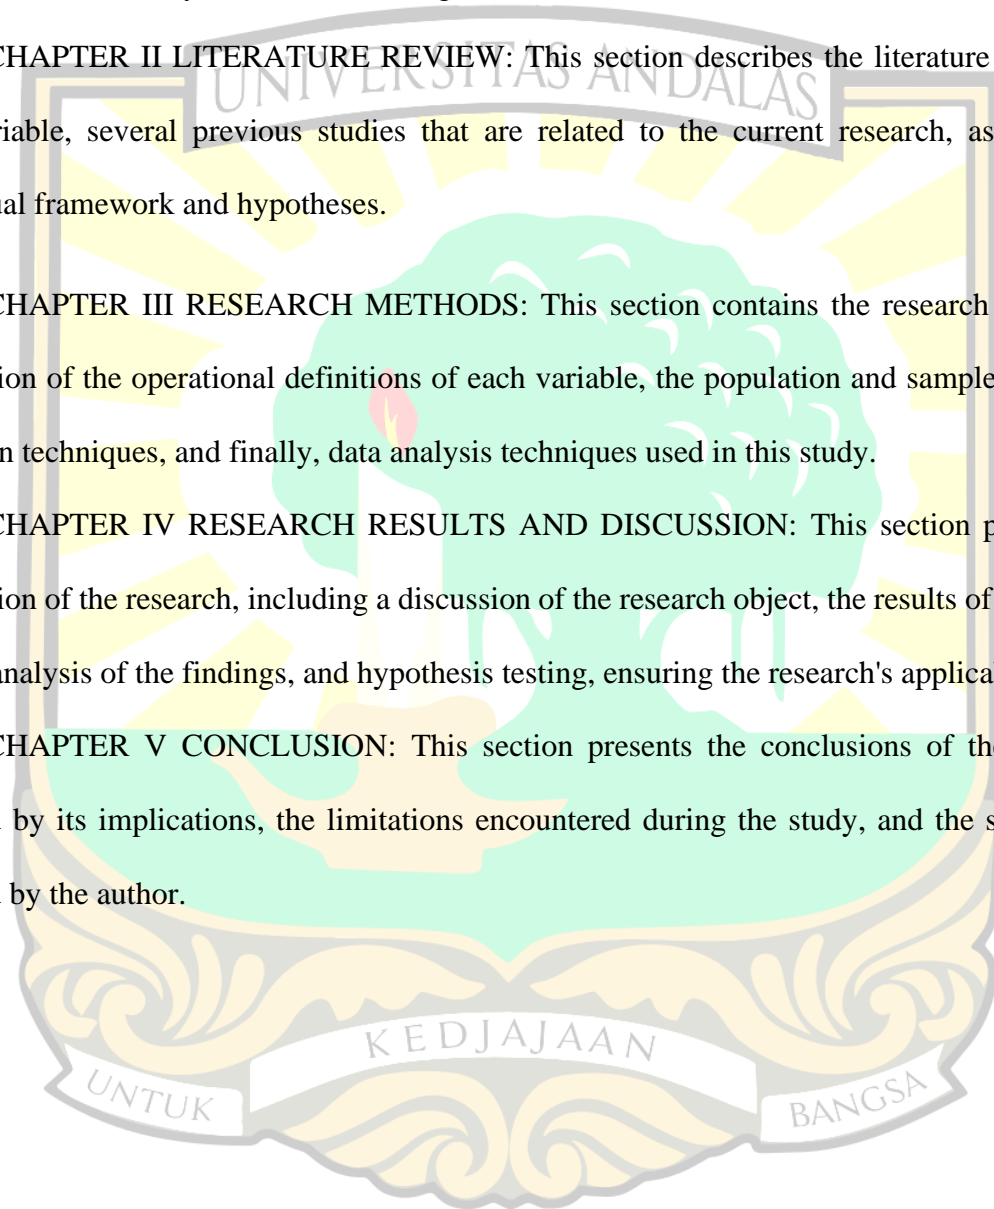 CHAPTER II LITERATURE REVIEW: This section describes the literature
UNIVERSITAS ANDALAS
riable, several previous studies that are related to the current research, as
ual framework and hypotheses.
CHAPTER III RESEARCH METHODS: This section contains the research
ion of the operational definitions of each variable, the population and sample
n techniques, and finally, data analysis techniques used in this study.
CHAPTER IV RESEARCH RESULTS AND DISCUSSION: This section p
ion of the research, including a discussion of the research object, the results of
analysis of the findings, and hypothesis testing, ensuring the research's applica
CHAPTER V CONCLUSION: This section presents the conclusions of the
by its implications, the limitations encountered during the study, and the s
by the author.
KEDJAJAAN
UNTUK
BANGSA